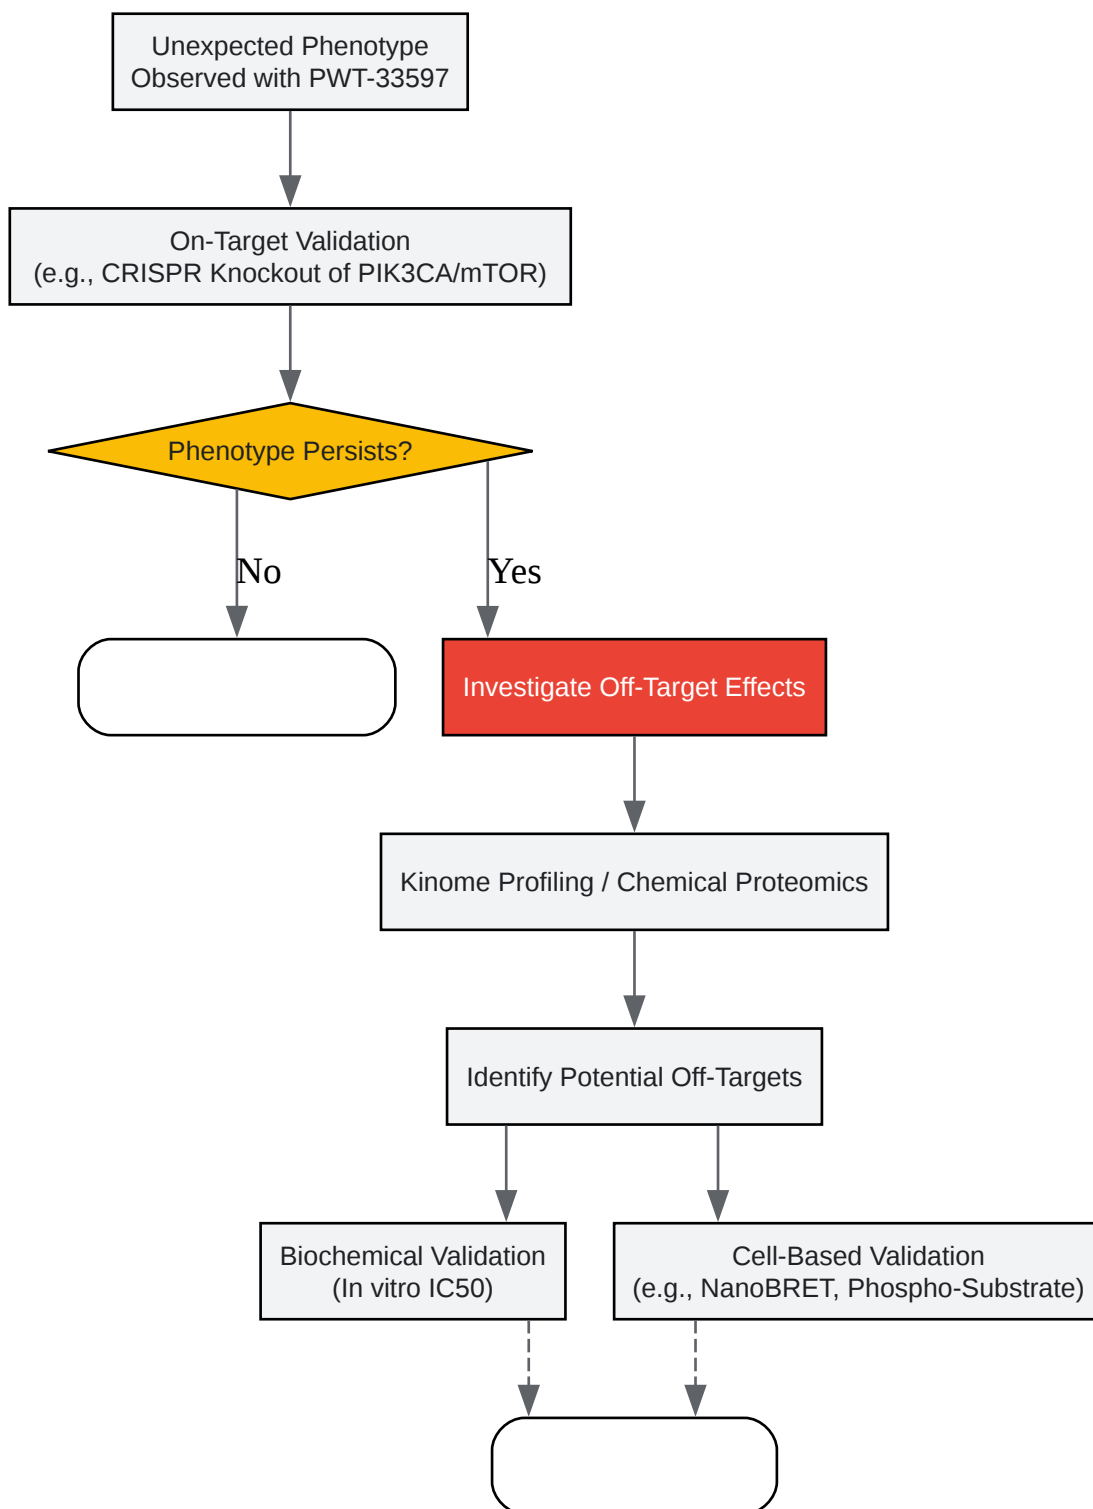 Unexpected Phenotype
Observed with PWT-33597
On-Target Validation
(e.g., CRISPR Knockout of PIK3CA/mTOR)
Phenotype Persists?
No
Yes
Investigate Off-Target Effects
Kinome Profiling / Chemical Proteomics
Identify Potential Off-Targets
Biochemical Validation
(In vitro IC50)
Cell-Based Validation
(e.g., NanoBRET, Phospho-Substrate)